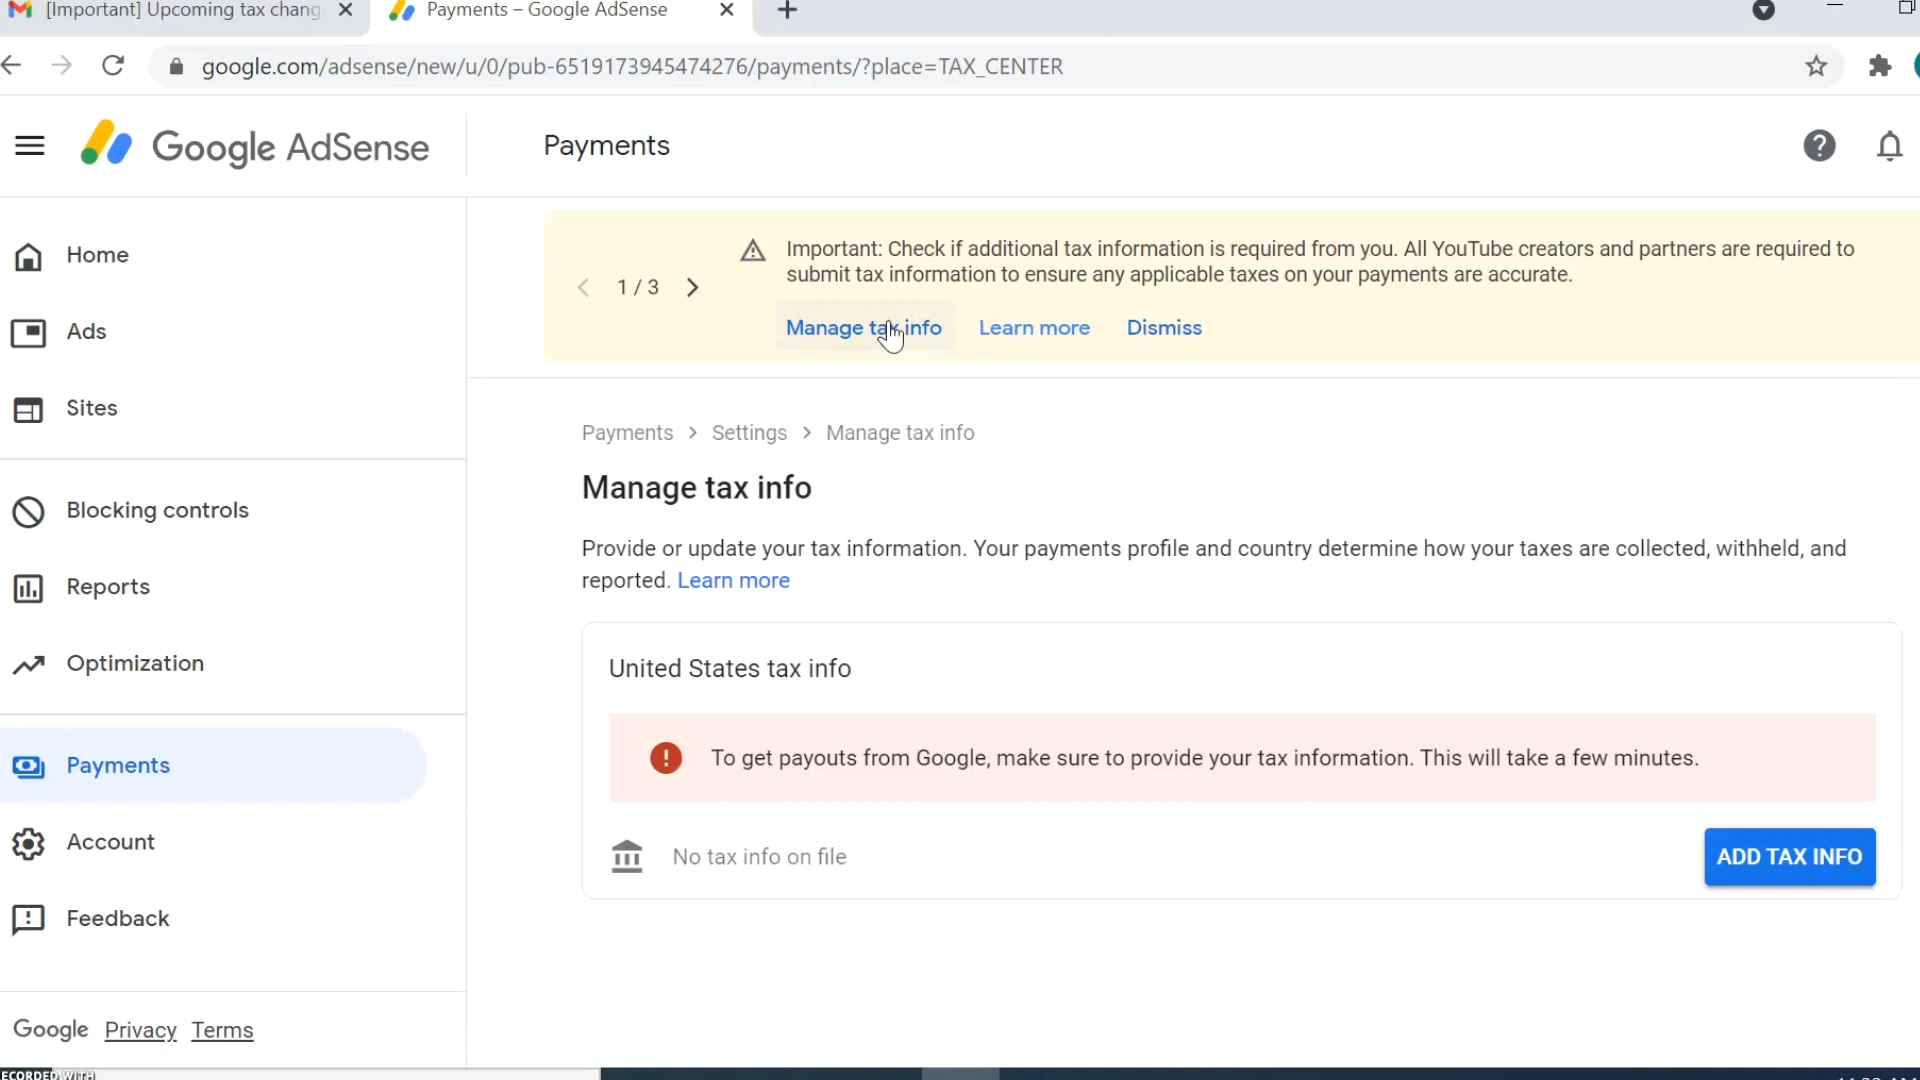 [Important] Upcoming tax chang
Payments – Google AdSense
google.com/adsense/new/u/0/pub-6519173945474276/payments/?place=TAX_CENTER
Google AdSense
Payments
Home
Ads
Sites
Blocking controls
Reports
Optimization
Payments
Account
Feedback
Google Privacy Terms
1 / 3
Important: Check if additional tax information is required from you. All YouTube creators and partners are required to
submit tax information to ensure any applicable taxes on your payments are accurate.
Manage tax info Learn more Dismiss
Payments > Settings > Manage tax info
Manage tax info
Provide or update your tax information. Your payments profile and country determine how your taxes are collected, withheld, and
reported. Learn more
United States tax info
To get payouts from Google, make sure to provide your tax information. This will take a few minutes.
No tax info on file
ADD TAX INFO
ECORDED WITH